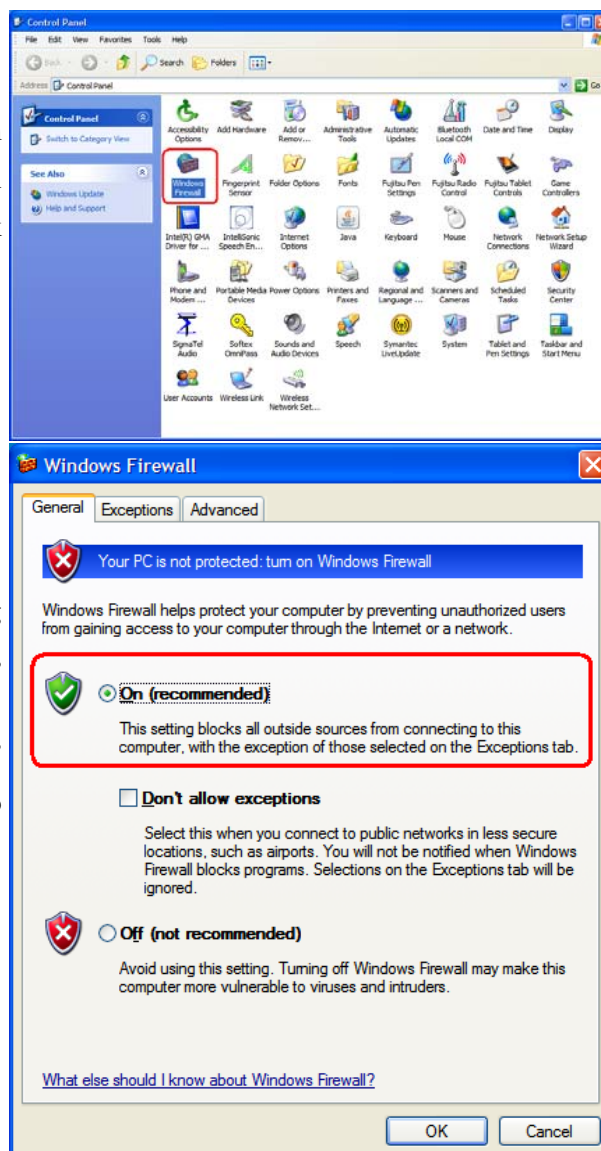 Control Panel
File Edit View Favorites Tools Help
Back Search Folders
Address Control Panel Go
Control Panel
Switch to Category View
See Also
Windows Update
Help and Support
Accessibility Options
Add Hardware
Add or Remov...
Administrative Tools
Automatic Updates
Bluetooth Local COM
Date and Time
Display
Windows Firewall
Fingerprint Sensor
Folder Options
Fonts
Fujitsu Pen Settings
Fujitsu Radio Control
Fujitsu Tablet Controls
Game Controllers
Intel(R) GMA Driver for ...
IntelliSonic Speech En...
Internet Options
Java
Keyboard
Mouse
Network Connections
Network Setup Wizard
Phone and Modem ...
Portable Media Devices
Power Options
Printers and Faxes
Regional and Language ...
Scanners and Cameras
Scheduled Tasks
Security Center
SigmaTel Audio
Softex OmniPass
Sounds and Audio Devices
Speech
Symantec LiveUpdate
System
Tablet and Pen Settings
Taskbar and Start Menu
User Accounts
Wireless Link
Wireless Network Set...
Windows Firewall
General Exceptions Advanced
Your PC is not protected: turn on Windows Firewall
Windows Firewall helps protect your computer by preventing unauthorized users
from gaining access to your computer through the Internet or a network.
On (recommended)
This setting blocks all outside sources from connecting to this
computer, with the exception of those selected on the Exceptions tab.
Don't allow exceptions
Select this when you connect to public networks in less secure
locations, such as airports. You will not be notified when Windows
Firewall blocks programs. Selections on the Exceptions tab will be
ignored.
Off (not recommended)
Avoid using this setting. Turning off Windows Firewall may make this
computer more vulnerable to viruses and intruders.
What else should I know about Windows Firewall?
OK Cancel